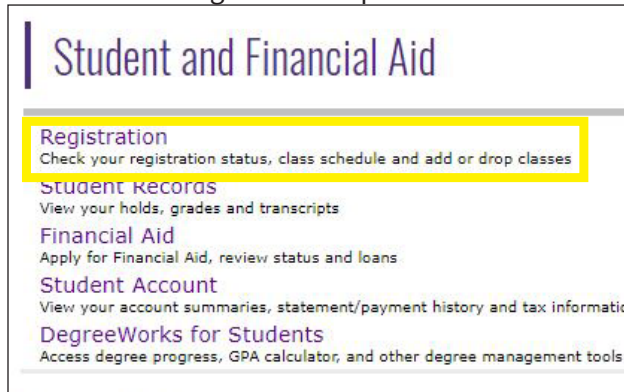 Student and Financial Aid
Registration
Check your registration status, class schedule and add or drop classes
Student Records
View your holds, grades and transcripts
Financial Aid
Apply for Financial Aid, review status and loans
Student Account
View your account summaries, statement/payment history and tax
DegreeWorks for Students
Access degree progress, GPA calculator, and other degree management tools